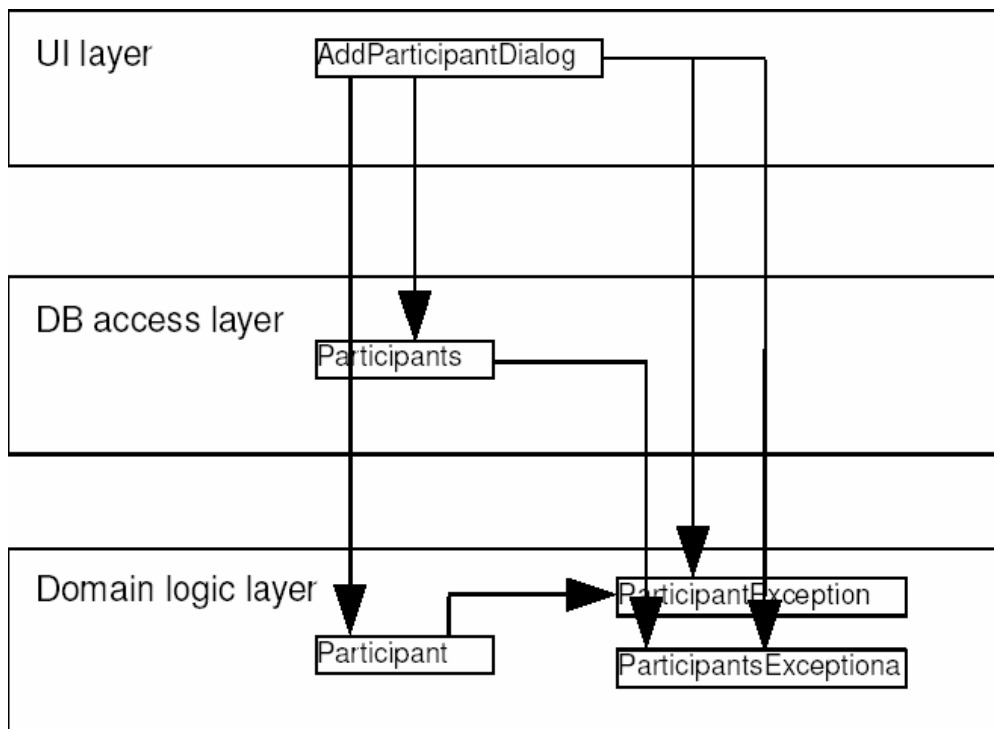 UI layer
AddParticipantDialog
DB access layer
Participants
Domain logic layer
ParticipantException
Participant
ParticipantsExceptiona